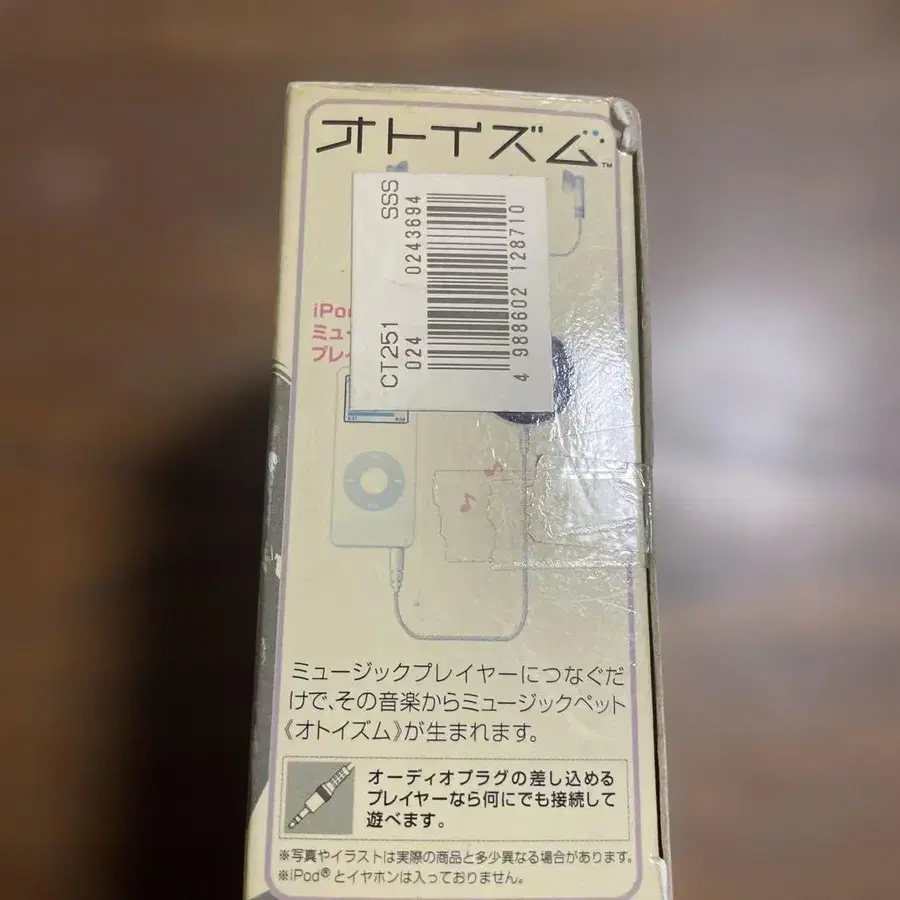 オトイズム™
CT251 SSS
024 0243694
4 988602 128710
iPo
ミュー
プレイ
ミュージックプレイヤーにつなぐだ
けで、その音楽からミュージックペット
《オトイズム》が生まれます。
オーディオプラグの差し込める
プレイヤーなら何にでも接続して
遊べます。
※写真やイラストは実際の商品と多少異なる場合があります。
※iPod®とイヤホンは入っておりません。